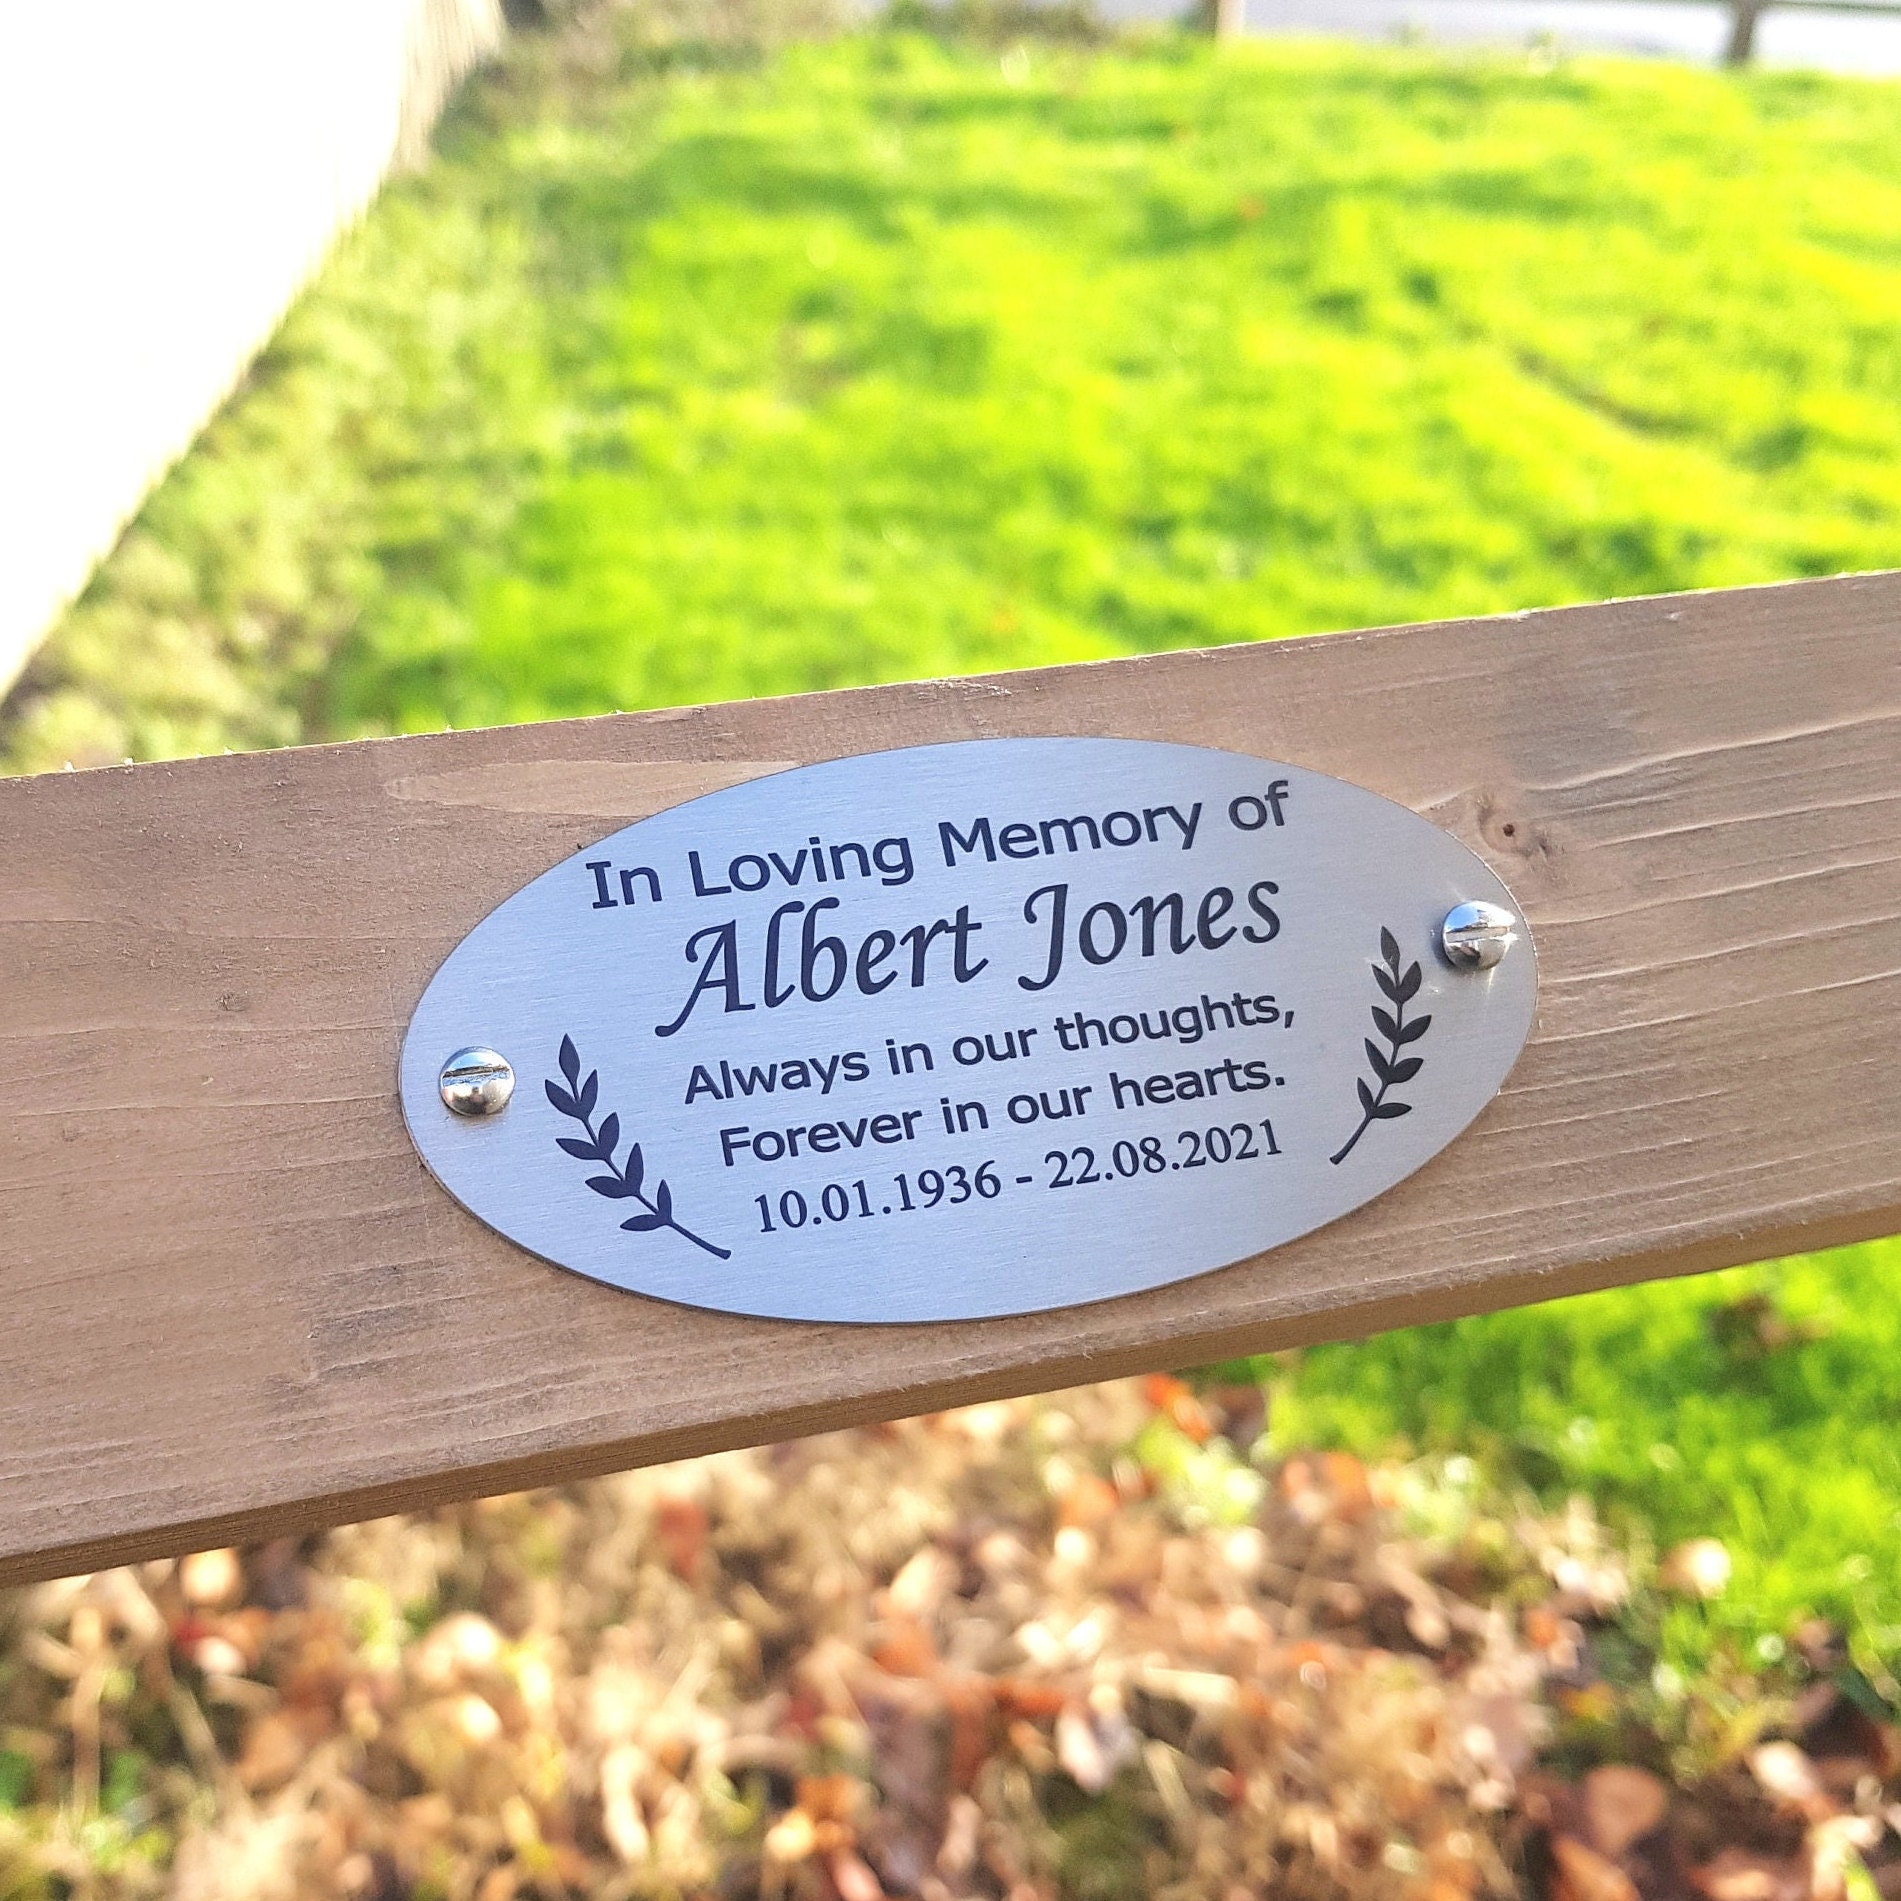 In Loving Memory of
Albert Jones
Always in our thoughts,
Forever in our hearts.
10.01.1936 - 22.08.2021